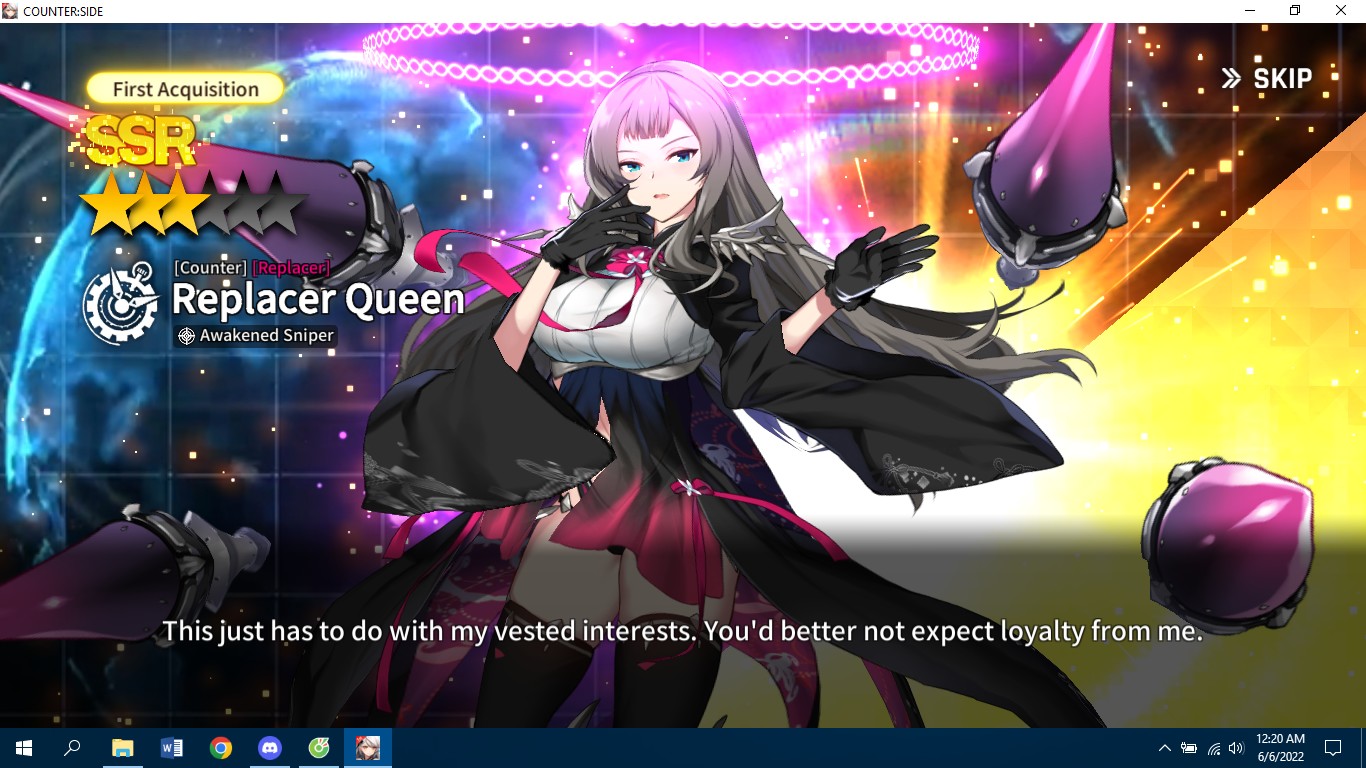 COUNTER:SIDE
First Acquisition
SKIP
SSR
[Counter] [Replacer]
Replacer Queen
Awakened Sniper
This just has to do with my vested interests. You'd better not expect loyalty from me.
12:20 AM
6/6/2022